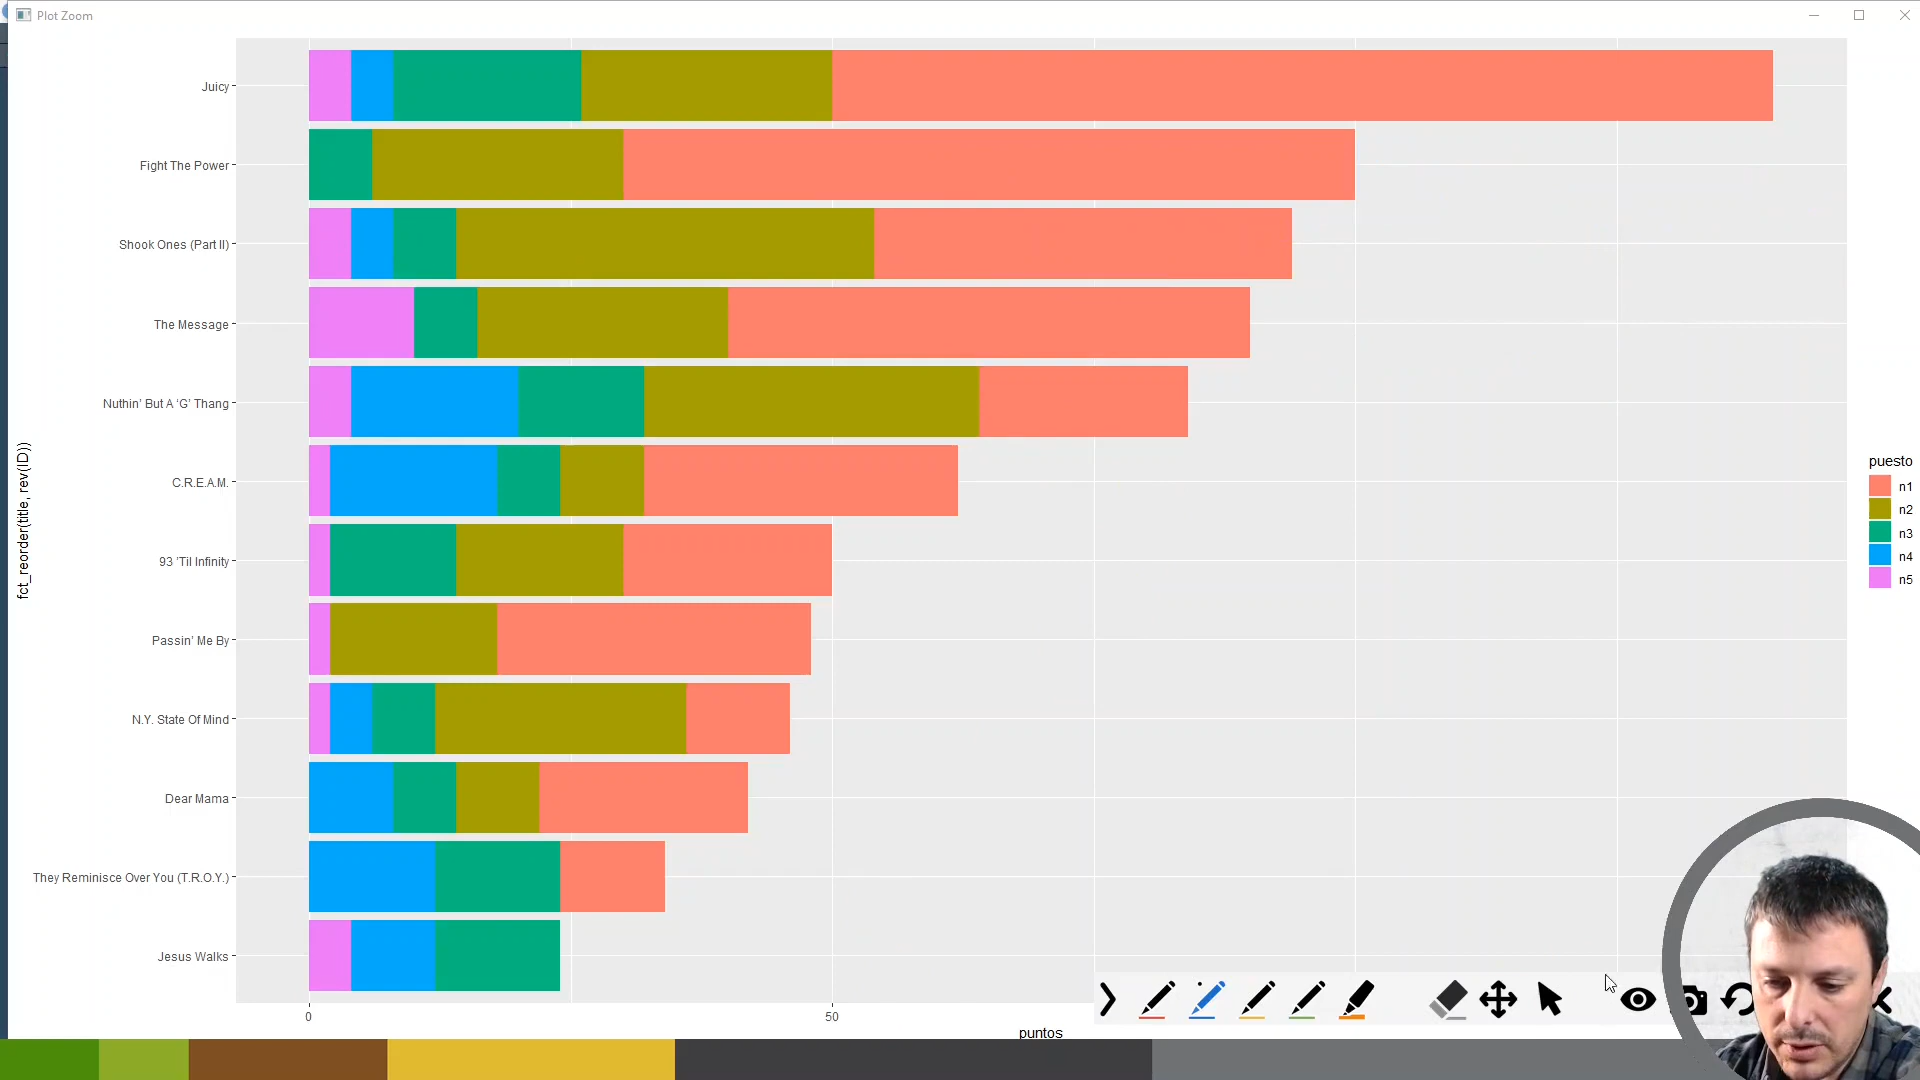 Plot Zoom
Juicy
Fight The Power
Shook Ones (Part II)
The Message
Nuthin' But A ‘G’ Thang
C.R.E.A.M.
93 'Til Infinity
Passin' Me By
N.Y. State Of Mind
Dear Mama
They Reminisce Over You (T.R.O.Y.)
Jesus Walks
fct_reorder(title, rev(ID))
0
50
puntos
puesto
n1
n2
n3
n4
n5